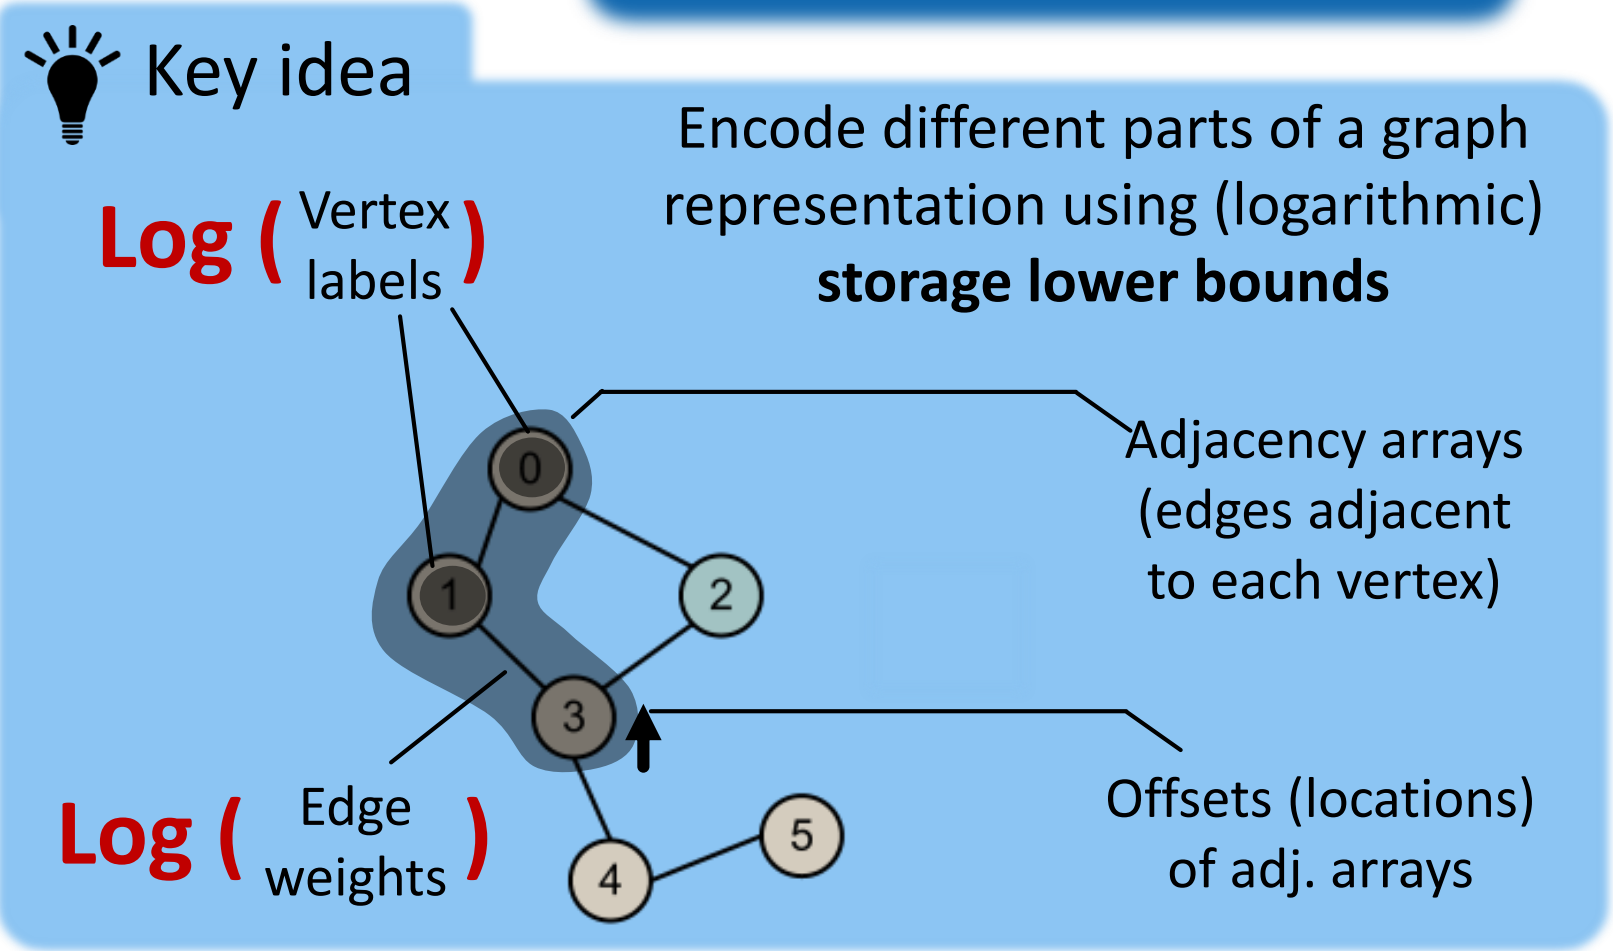 Key idea
Encode different parts of a graph
representation using (logarithmic)
storage lower bounds
Log ( Vertex
labels )
0
1
2
3
4
5
Adjacency arrays
(edges adjacent
to each vertex)
Log ( Edge
weights )
Offsets (locations)
of adj. arrays